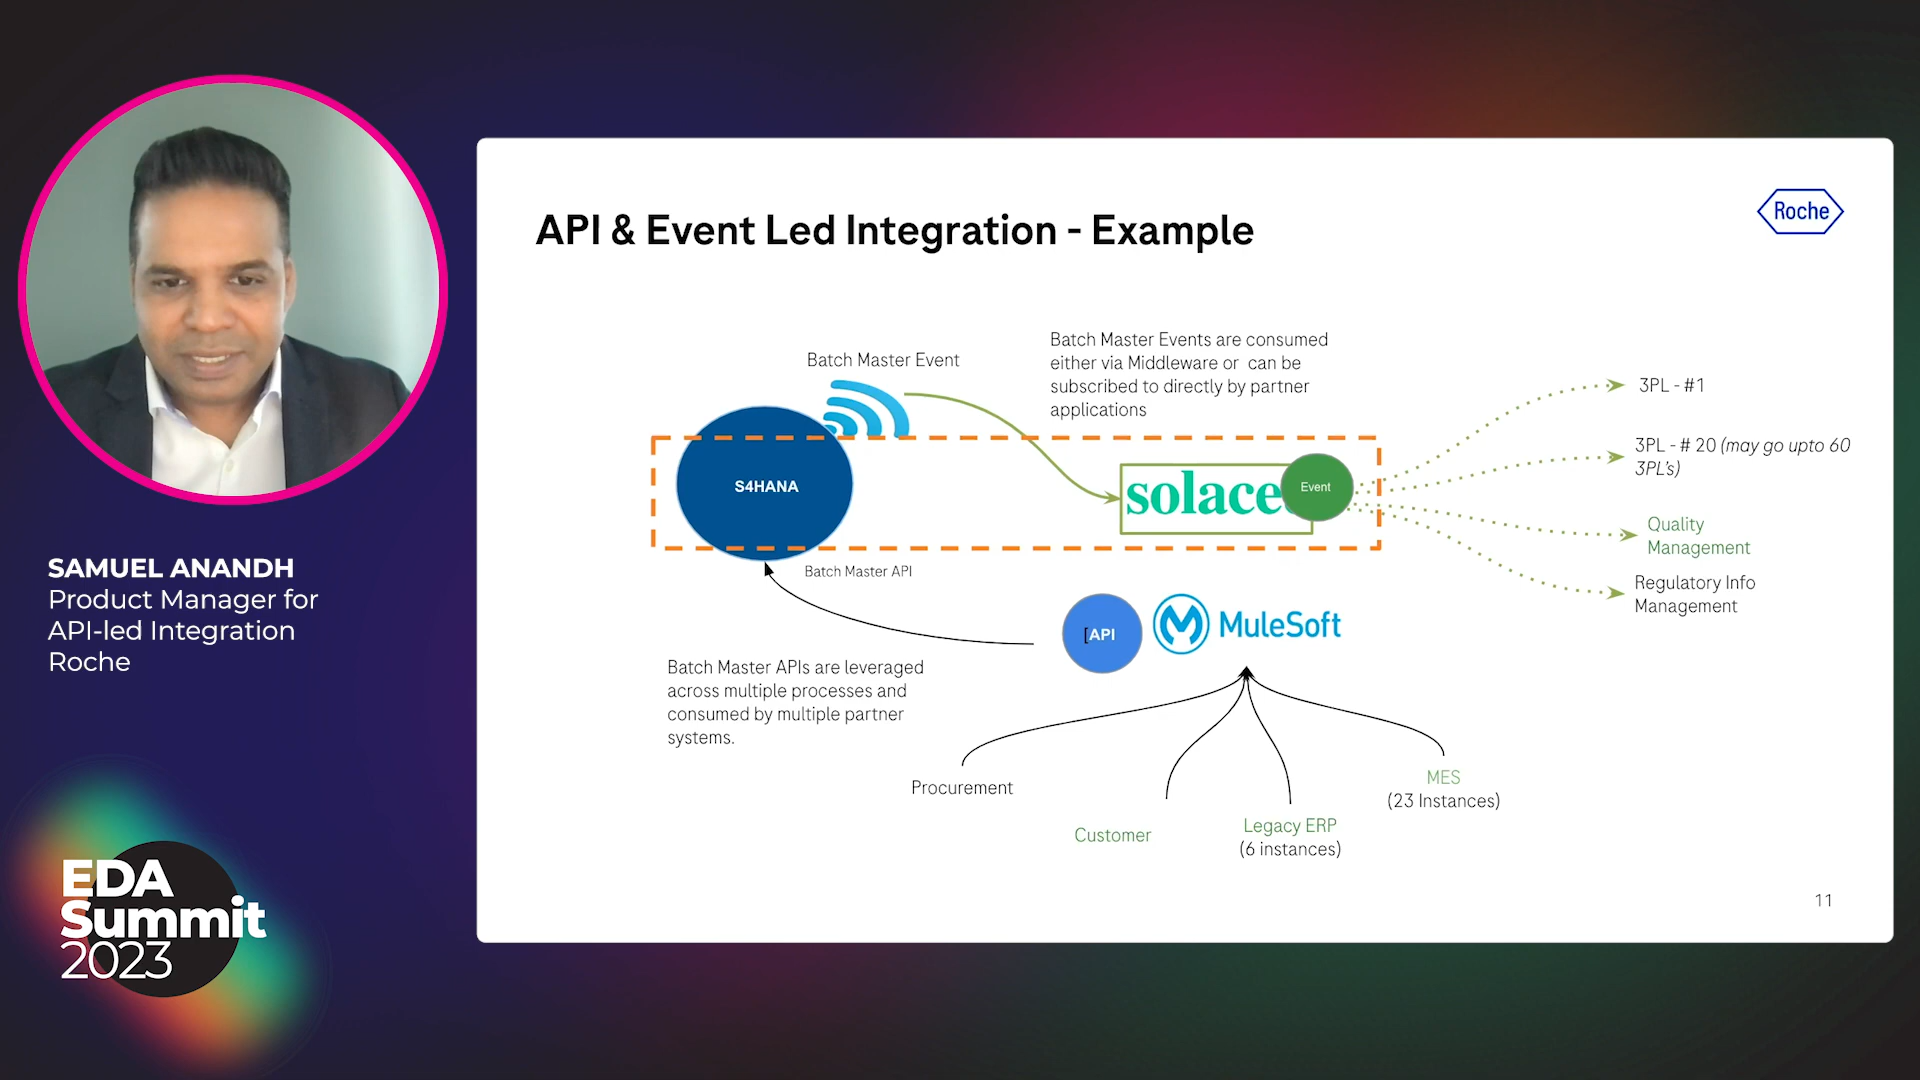 SAMUEL ANANDH
Product Manager for
API-led Integration
Roche
EDA
Summit
2023
API & Event Led Integration - Example
Roche
Batch Master Event
Batch Master Events are consumed
either via Middleware or can be
subscribed to directly by partner
applications
S4HANA
solace
Event
3PL - #1
3PL - # 20 (may go upto 60
3PL's)
Quality
Management
Regulatory Info
Management
Batch Master API
[API
MuleSoft
Batch Master APIs are leveraged
across multiple processes and
consumed by multiple partner
systems.
Procurement
Customer
Legacy ERP
(6 instances)
MES
(23 Instances)
11